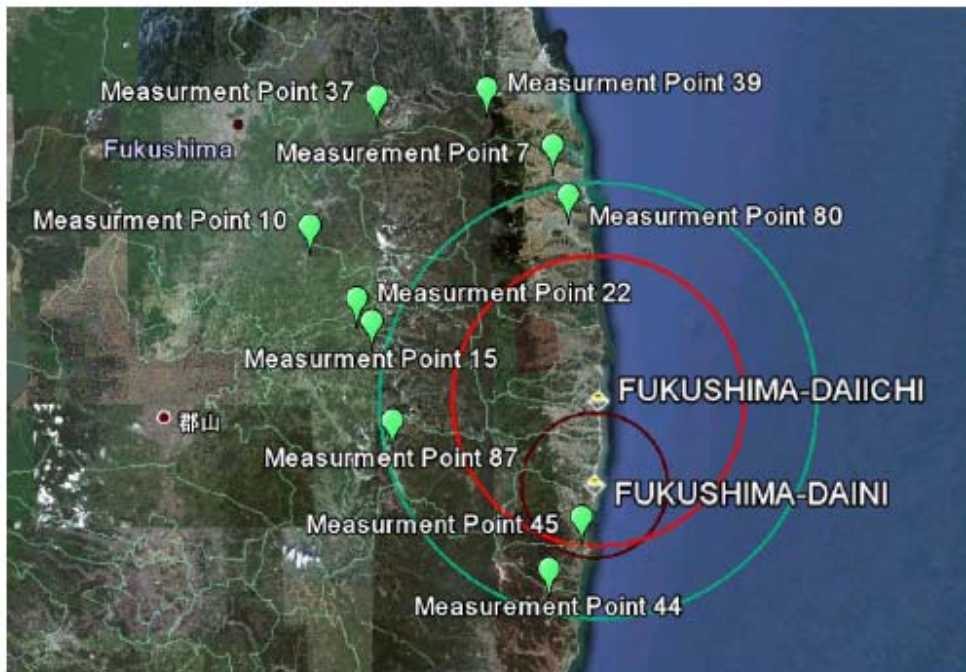 Measurment Point 37
Measurment Point 39
Fukushima
Measurement Point 7
Measurment Point 10
Measurment Point 80
Measurment Point 22
Measurment Point 15
FUKUSHIMA-DAIICHI
郡山
Measurment Point 87
FUKUSHIMA-DAINI
Measurment Point 45
Measurement Point 44